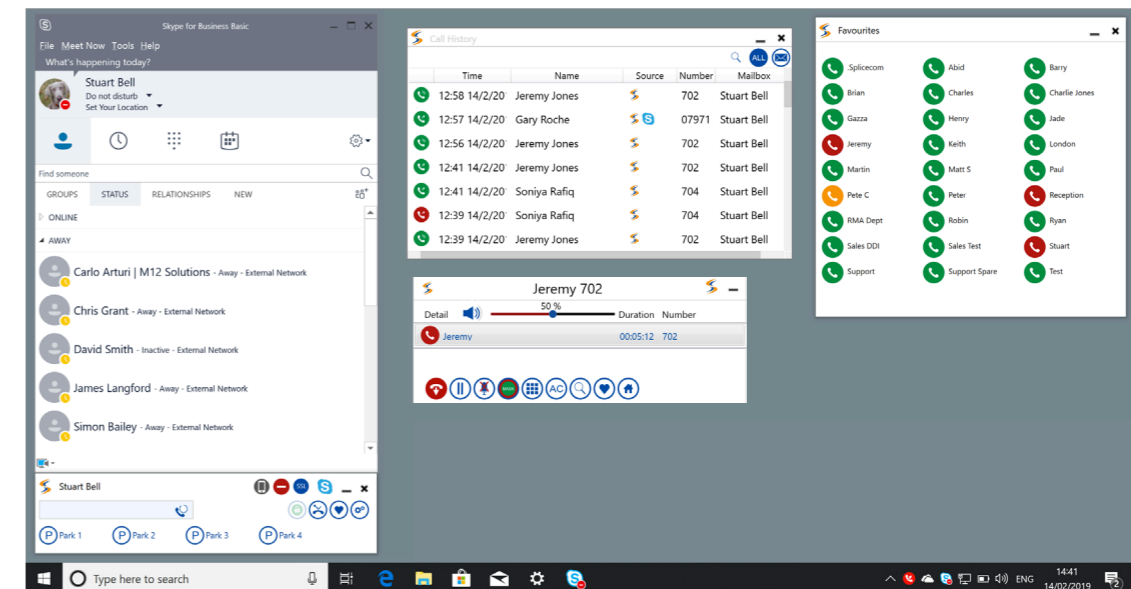 Skype for Business Basic
File Meet Now Tools Help
What's happening today?
Stuart Bell
Do not disturb
Set Your Location
Find someone
GROUPS STATUS RELATIONSHIPS NEW
ONLINE
AWAY
Carlo Arturi | M12 Solutions - Away - External Network
Chris Grant - Away - External Network
David Smith - Inactive - External Network
James Langford - Away - External Network
Simon Bailey - Away - External Network
Stuart Bell
SSL
P Park 1 P Park 2 P Park 3 P Park 4
Call History
ALL
Time Name Source Number Mailbox
12:58 14/2/20 Jeremy Jones 702 Stuart Bell
12:57 14/2/20 Gary Roche 07971 Stuart Bell
12:56 14/2/20 Jeremy Jones 702 Stuart Bell
12:41 14/2/20 Jeremy Jones 702 Stuart Bell
12:41 14/2/20 Soniya Rafiq 704 Stuart Bell
12:39 14/2/20 Soniya Rafiq 704 Stuart Bell
12:39 14/2/20 Jeremy Jones 702 Stuart Bell
Jeremy 702
50 %
Detail Duration Number
Jeremy 00:05:12 702
AC
Favourites
.Splicecom Abid Barry
Brian Charles Charlie Jones
Gazza Henry Jade
Jeremy Keith London
Martin Matt S Paul
Pete C Peter Reception
RMA Dept Robin Ryan
Sales DDI Sales Test Stuart
Support Support Spare Test
Type here to search
ENG
14:41
14/02/2019
2